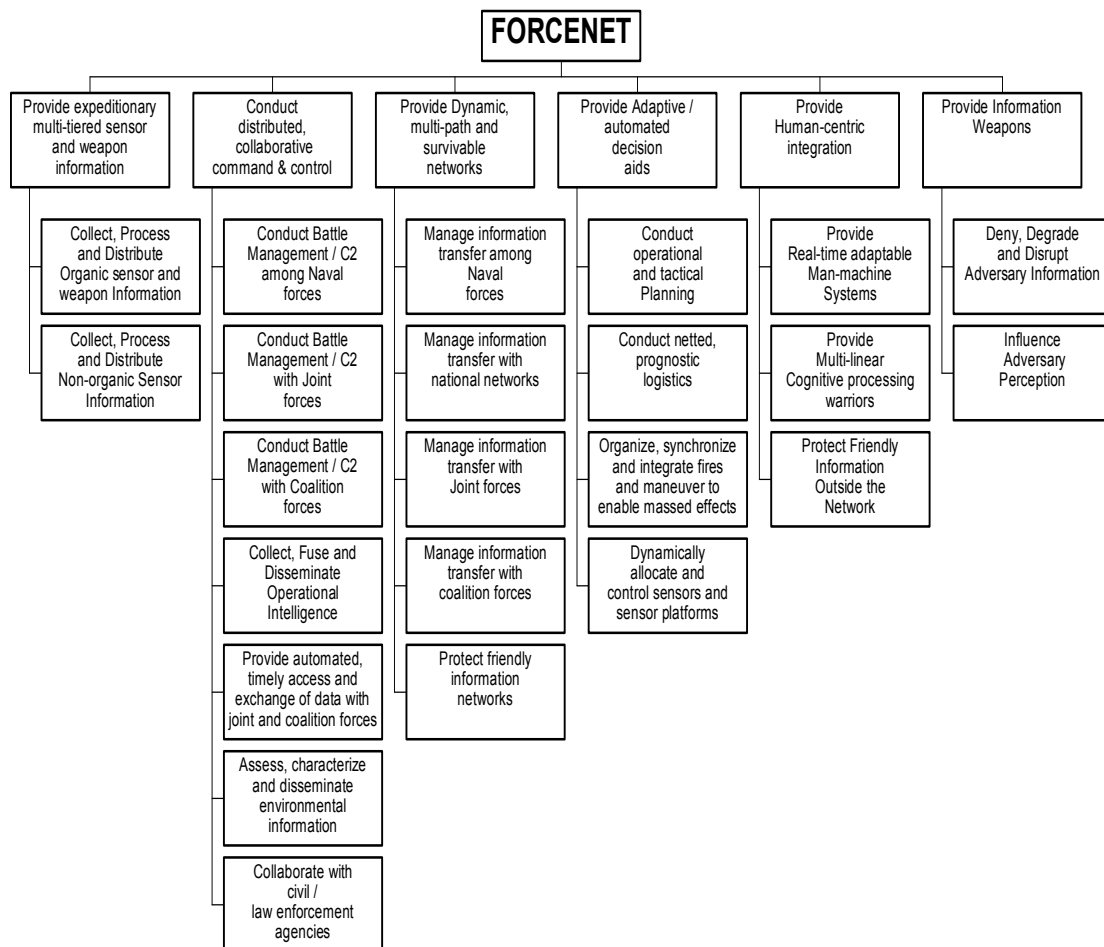 FORCENET
Provide expeditionary
multi-tiered sensor
and weapon
information
Conduct
distributed,
collaborative
command & control
Provide Dynamic,
multi-path and
survivable
networks
Provide Adaptive /
automated
decision
aids
Provide
Human-centric
integration
Provide Information
Weapons
Collect, Process
and Distribute
Organic sensor and
weapon Information
Collect, Process
and Distribute
Non-organic Sensor
Information
Conduct Battle
Management / C2
among Naval
forces
Conduct Battle
Management / C2
with Joint
forces
Conduct Battle
Management / C2
with Coalition
forces
Collect, Fuse and
Disseminate
Operational
Intelligence
Provide automated,
timely access and
exchange of data with
joint and coalition forces
Assess, characterize
and disseminate
environmental
information
Collaborate with
civil /
law enforcement
agencies
Manage information
transfer among
Naval
forces
Manage information
transfer with
national networks
Manage information
transfer with
Joint forces
Manage information
transfer with
coalition forces
Protect friendly
information
networks
Conduct
operational
and tactical
Planning
Conduct netted,
prognostic
logistics
Organize, synchronize
and integrate fires
and maneuver to
enable massed effects
Dynamically
allocate and
control sensors and
sensor platforms
Provide
Real-time adaptable
Man-machine
Systems
Provide
Multi-linear
Cognitive processing
warriors
Protect Friendly
Information
Outside the
Network
Deny, Degrade
and Disrupt
Adversary Information
Influence
Adversary
Perception